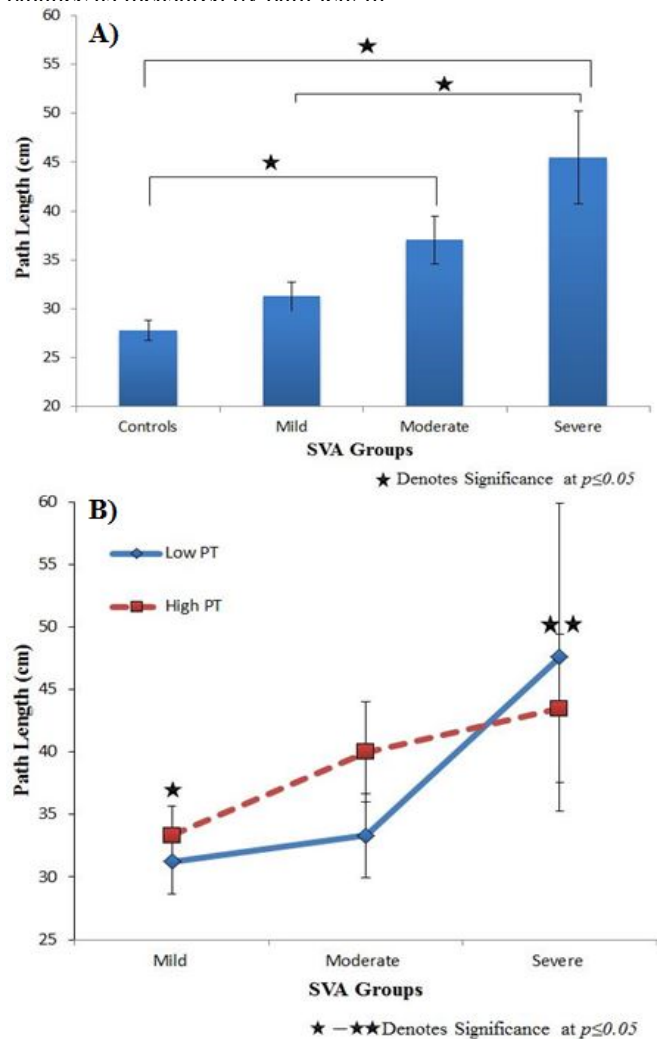 A)
60
55
50
45
40
35
30
25
20
Path Length (cm)
Controls Mild Moderate Severe
SVA Groups
★ Denotes Significance at p≤0.05
B)
60
55
50
45
40
35
30
25
Path Length (cm)
Low PT
High PT
Mild Moderate Severe
SVA Groups
★ –★★Denotes Significance at p≤0.05